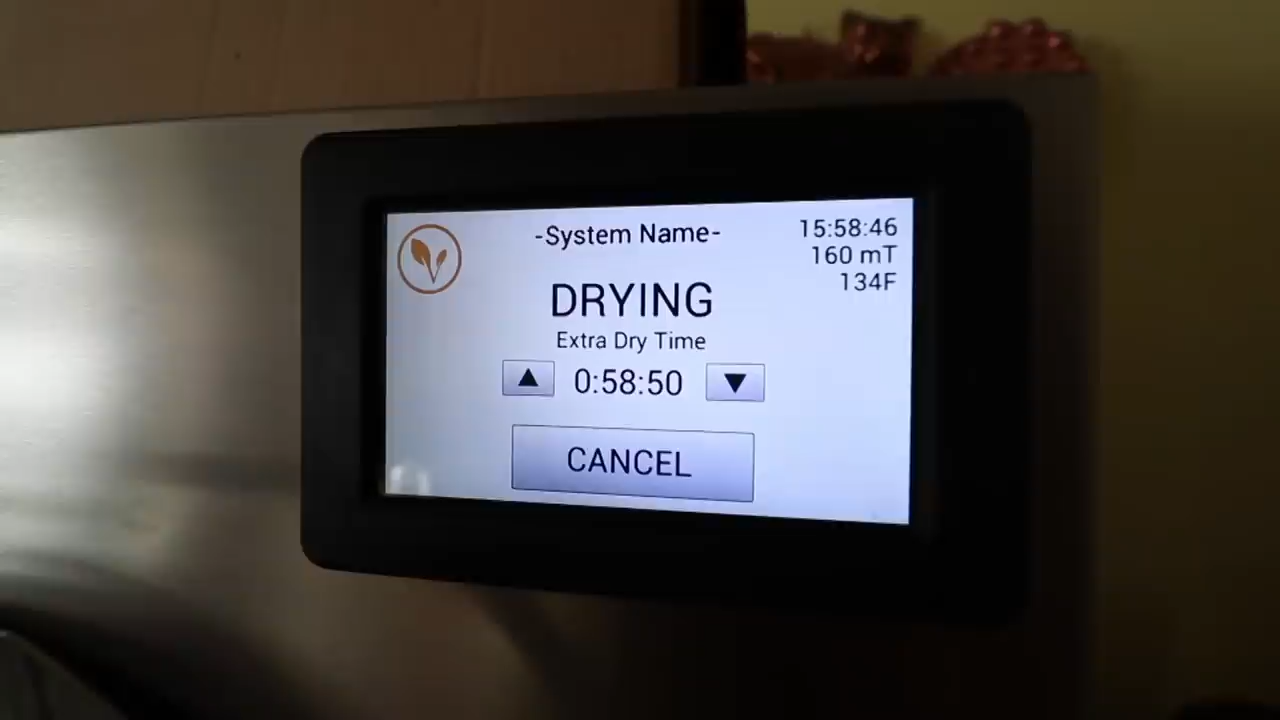 -System Name-
15:58:46
160 mT
134F
DRYING
Extra Dry Time
0:58:50
CANCEL